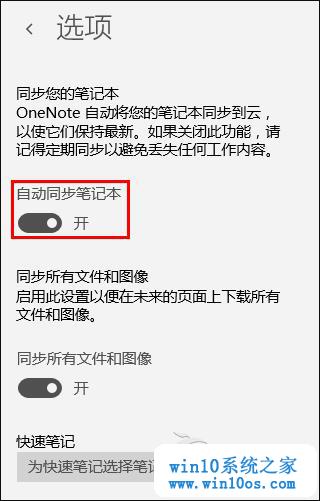 选项
同步您的笔记本
OneNote 自动将您的笔记本同步到云，
以使它们保持最新。如果关闭此功能，请
记得定期同步以避免丢失任何工作内容。
自动同步笔记本
开
同步所有文件和图像
启用此设置以便在未来的页面上下载所有
文件和图像。
同步所有文件和图像
开
快速笔记
为快速笔记选择笔记
win10系统之家
www.win10os.com